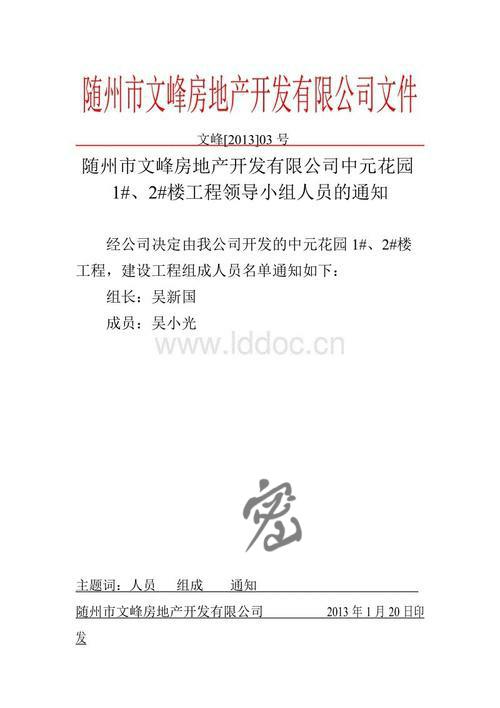 随州市文峰房地产开发有限公司文件
文峰[2013]03 号
随州市文峰房地产开发有限公司中元花园
1#、2#楼工程领导小组人员的通知
经公司决定由我公司开发的中元花园 1#、2#楼
工程，建设工程组成人员名单通知如下：
组长：吴新国
成员：吴小光
www.lddoc.cn
密
主题词：人员 组成 通知
随州市文峰房地产开发有限公司 2013 年 1 月 20 日印
发